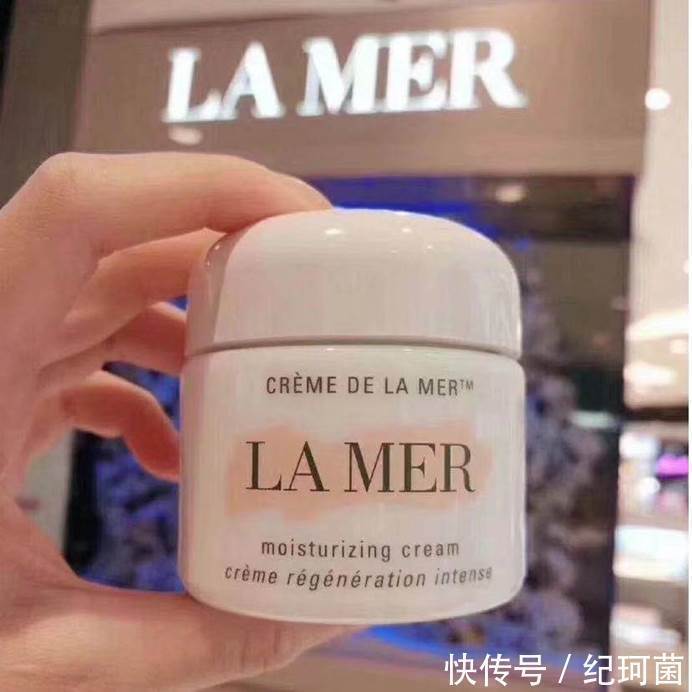 LA MER
CRÈME DE LA MER™
LA MER
moisturizing cream
crème régénération intense
快传号 / 纪珂菌